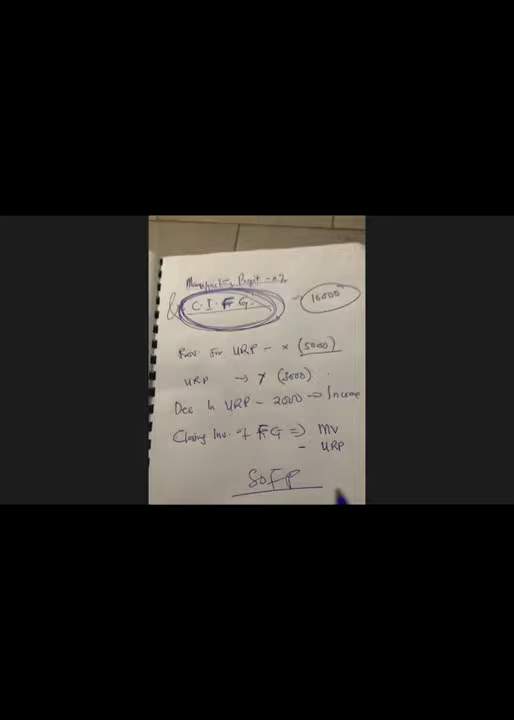 Manufacturing Profit
C.I. FG. → 10000
Prov. For URP - x (5000)
URP → y (3000)
Dec In URP - 2000 → Income
Closing Inv. of FG ⇒ MV
- URP
SOFP